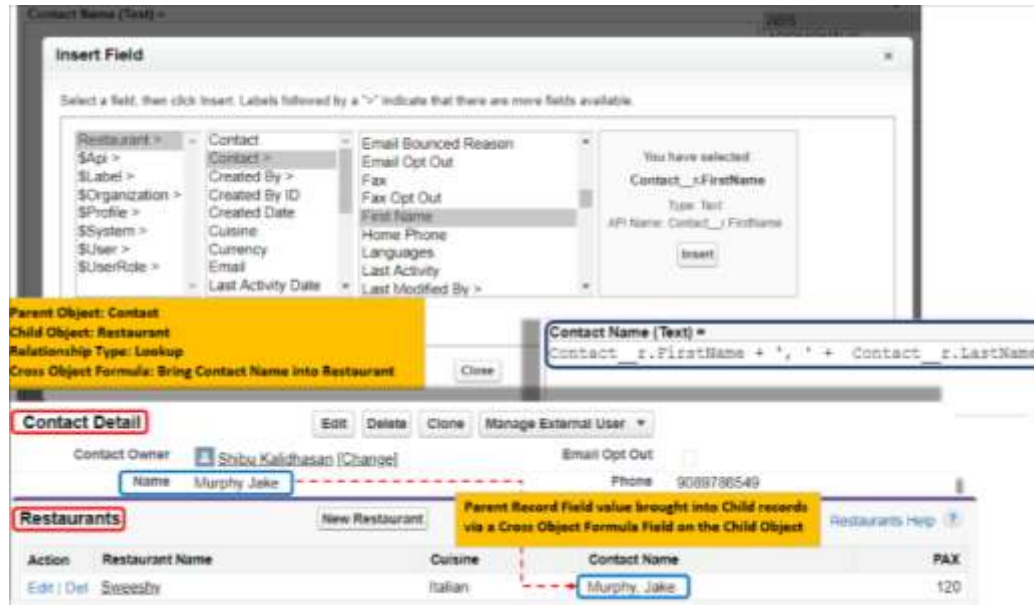 Contact Name (Text) =
Insert Field
×
Select a field, then click Insert. Labels followed by a ">" indicate that there are more fields available.
Restaurant >
$Api >
$Label >
$Organization >
$Profile >
$System >
$User >
$UserRole >
Contact
Contact >
Created By >
Created By ID
Created Date
Cuisine
Currency
Email
Last Activity Date
Email Bounced Reason
Email Opt Out
Fax
Fax Opt Out
First Name
Home Phone
Languages
Last Activity
Last Modified By >
You have selected
Contact__r.FirstName
Type: Text
API Name: Contact__r.FirstName
Insert
Parent Object: Contact
Child Object: Restaurant
Relationship Type: Lookup
Cross Object Formula: Bring Contact Name into Restaurant
Close
Contact Name (Text) =
Contact__r.FirstName + ', ' + Contact__r.LastName
Contact Detail
Edit Delete Clone Manage External User
Contact Owner Shibu Kalidhasan [Change] Email Opt Out
Name Murphy Jake Phone 9089786549
Parent Record Field value brought into Child records
via a Cross Object Formula Field on the Child Object
Restaurants New Restaurant Restaurants Help ?
Action Restaurant Name Cuisine Contact Name PAX
Edit | Del Sweeshy Italian Murphy, Jake 120